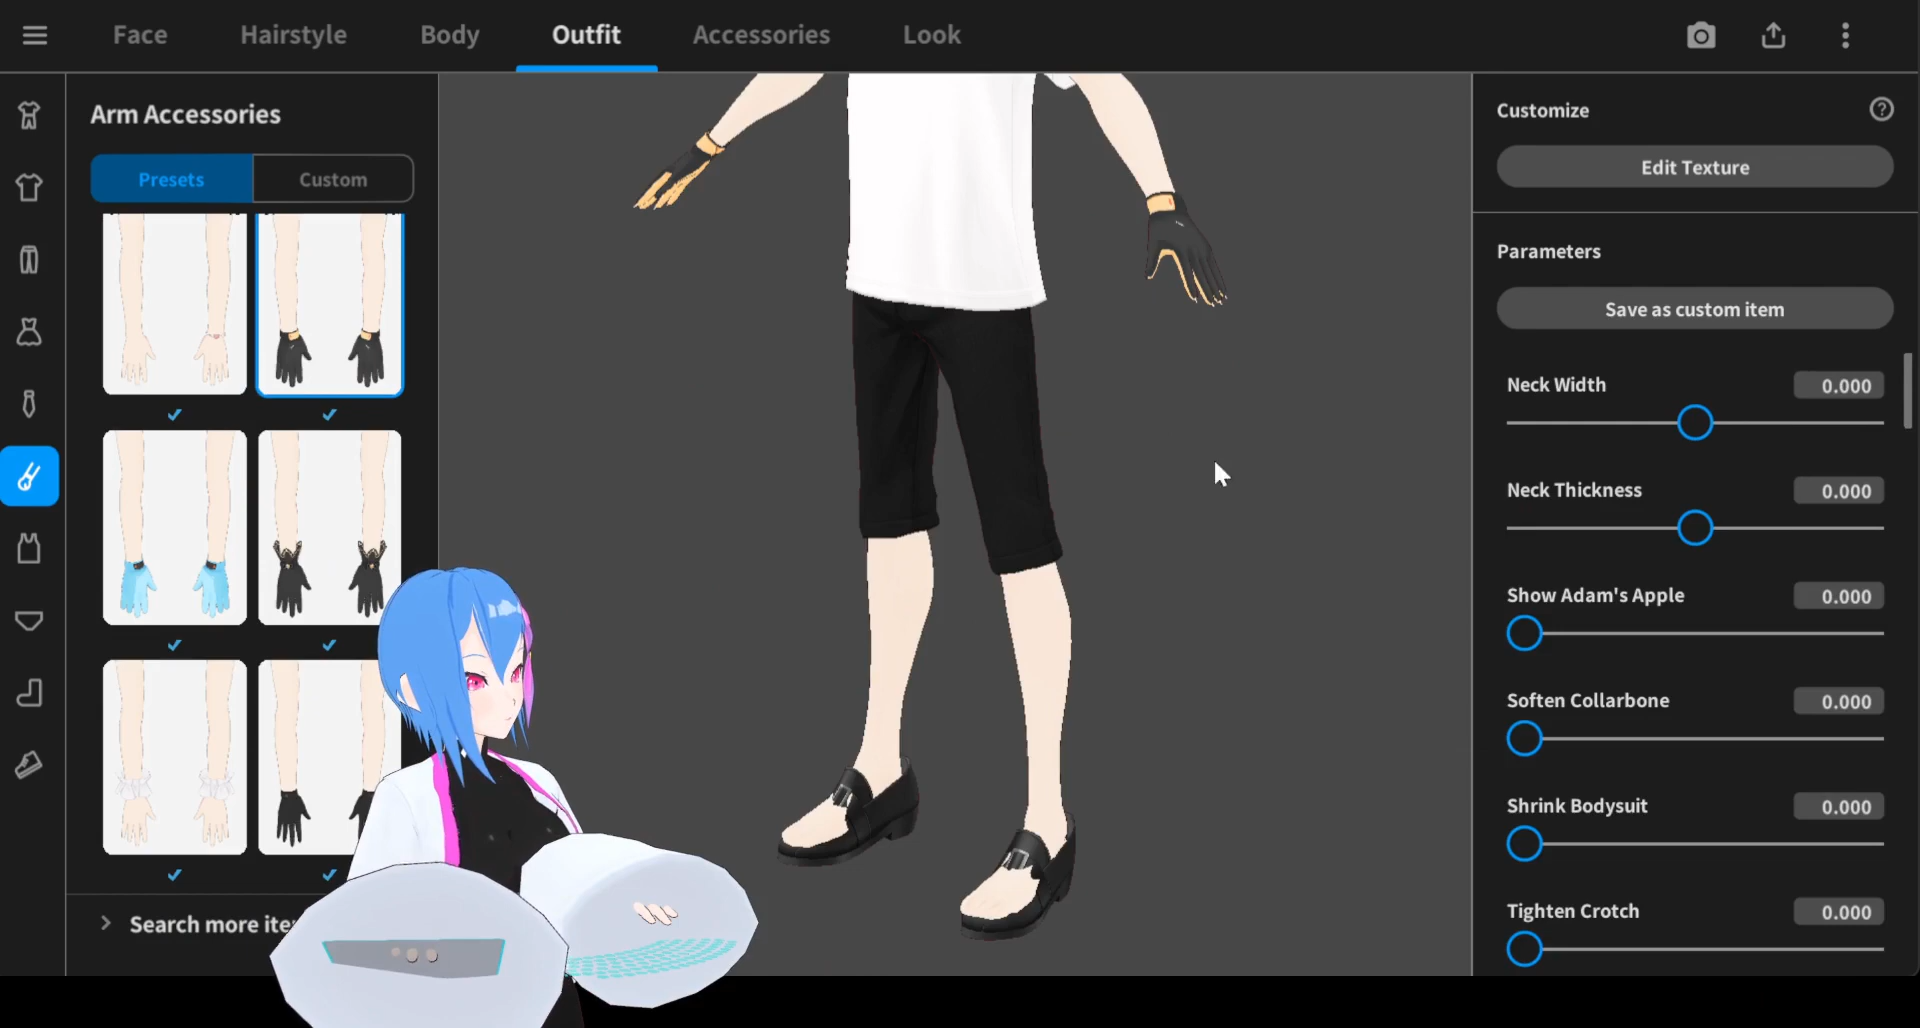 Face
Hairstyle
Body
Outfit
Accessories
Look
Arm Accessories
Presets
Custom
Search more ite
Customize
Edit Texture
Parameters
Save as custom item
Neck Width
0.000
Neck Thickness
0.000
Show Adam's Apple
0.000
Soften Collarbone
0.000
Shrink Bodysuit
0.000
Tighten Crotch
0.000